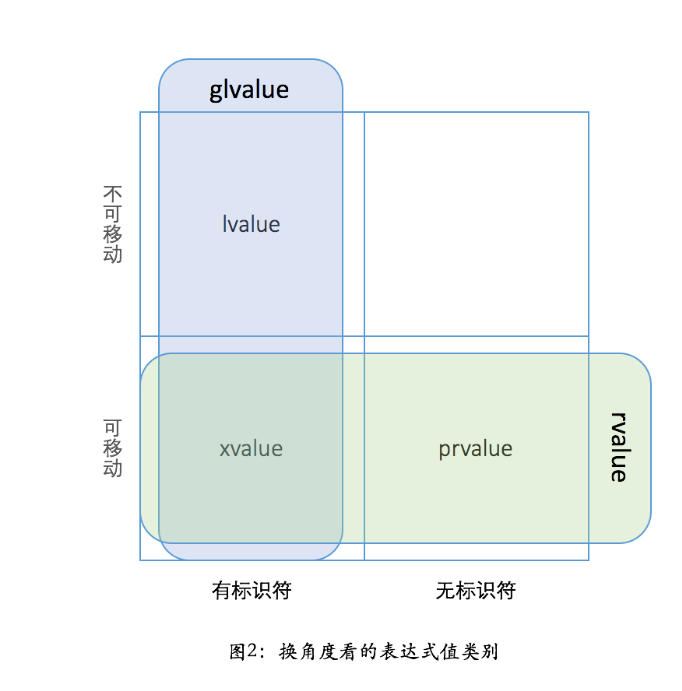 glvalue
不可移动
lvalue
可移动
xvalue
prvalue
rvalue
有标识符
无标识符
图2：换角度看的表达式值类别